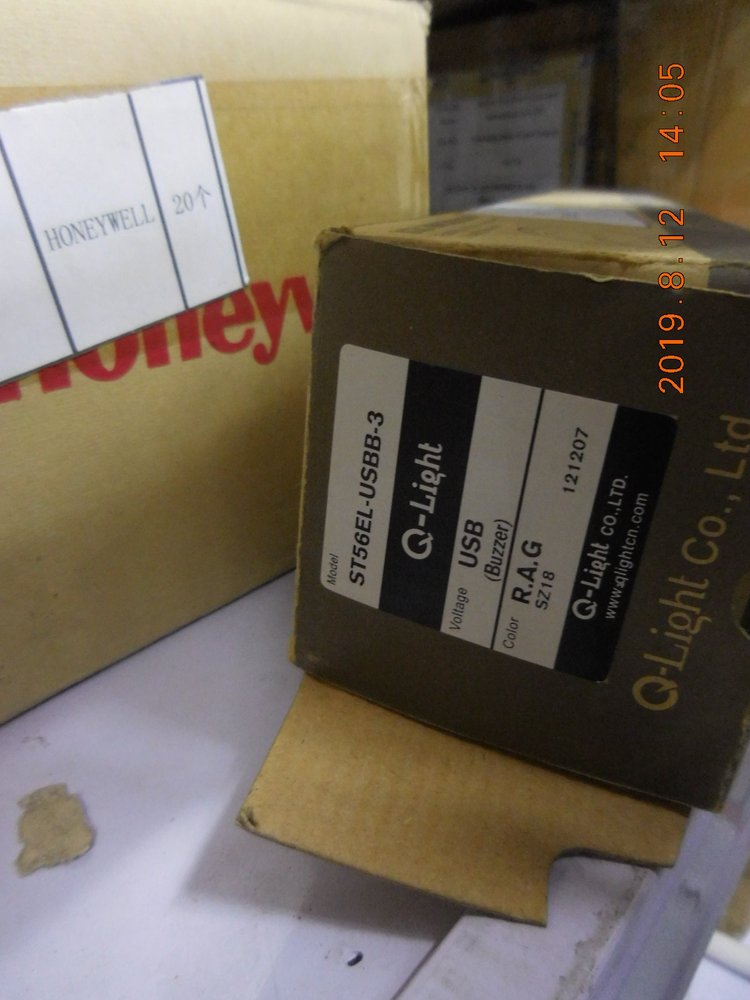 HONEYWELL 20个
Honeyw
Model ST56EL-USBB-3
Q-Light
Voltage USB
(Buzzer)
Color R.A.G 121207
SZ18
Q-Light CO.,LTD.
www.qlightcn.com
Q-Light Co., Ltd
2019.8.12 14:05